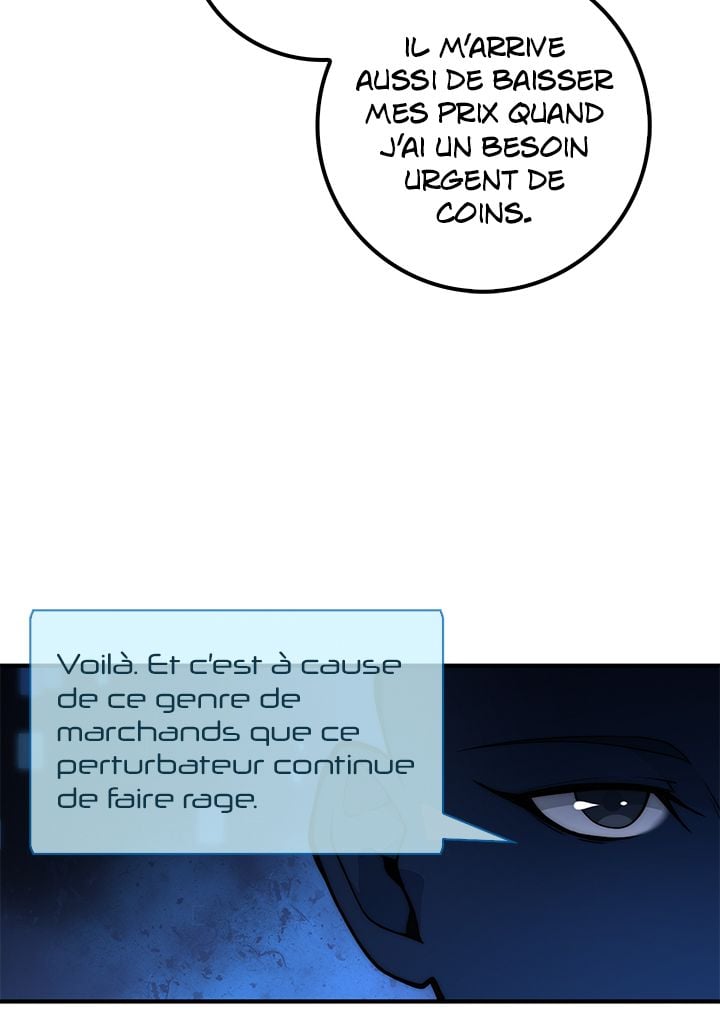 IL M'ARRIVE
AUSSI DE BAISSER
MES PRIX QUAND
J'AI UN BESOIN
URGENT DE
COINS.
Voilà. Et c'est à cause
de ce genre de
marchands que ce
perturbateur continue
de faire rage.